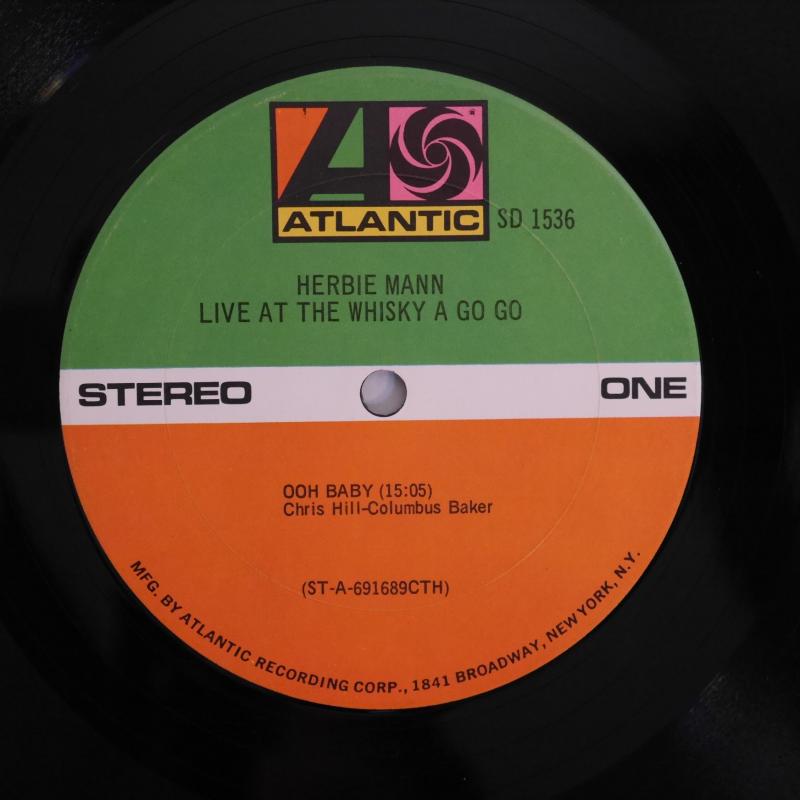 ATLANTIC
SD 1536
HERBIE MANN
LIVE AT THE WHISKY A GO GO
STEREO
ONE
OOH BABY (15:05)
Chris Hill-Columbus Baker
(ST-A-691689CTH)
MFG. BY ATLANTIC RECORDING CORP., 1841 BROADWAY, NEW YORK, N.Y.